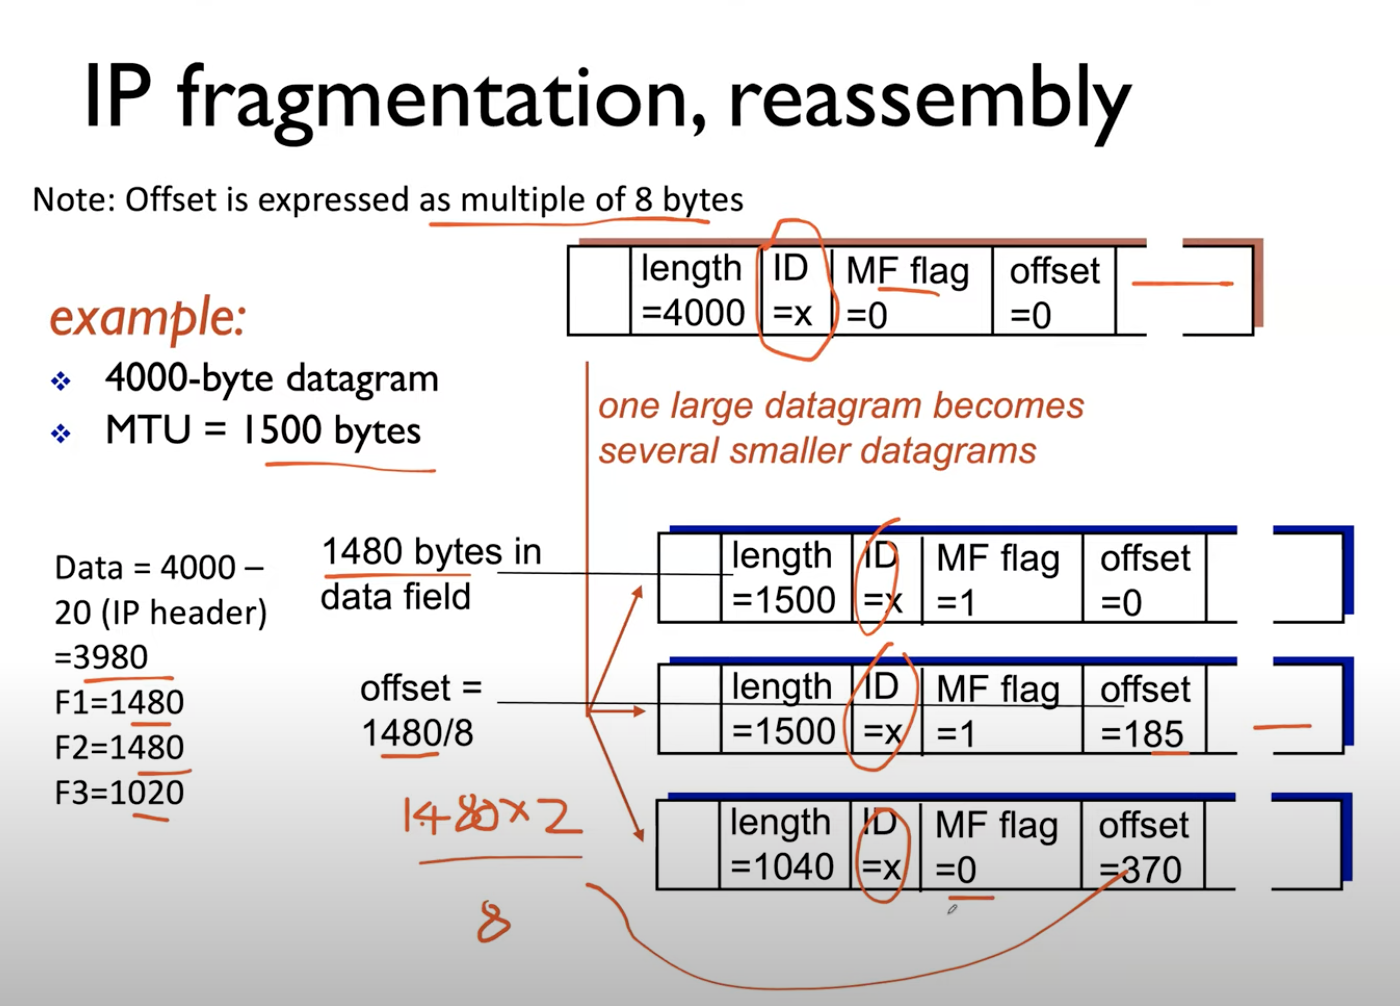 IP fragmentation, reassembly
Note: Offset is expressed as multiple of 8 bytes
length ID MF flag offset
=4000 =x =0 =0
example:
4000-byte datagram
MTU = 1500 bytes
one large datagram becomes
several smaller datagrams
Data = 4000 –
20 (IP header)
=3980
F1=1480
F2=1480
F3=1020
1480 bytes in
data field
offset =
1480/8
1480×2
8
length ID MF flag offset
=1500 =x =1 =0
length ID MF flag offset
=1500 =x =1 =185
length ID MF flag offset
=1040 =x =0 =370